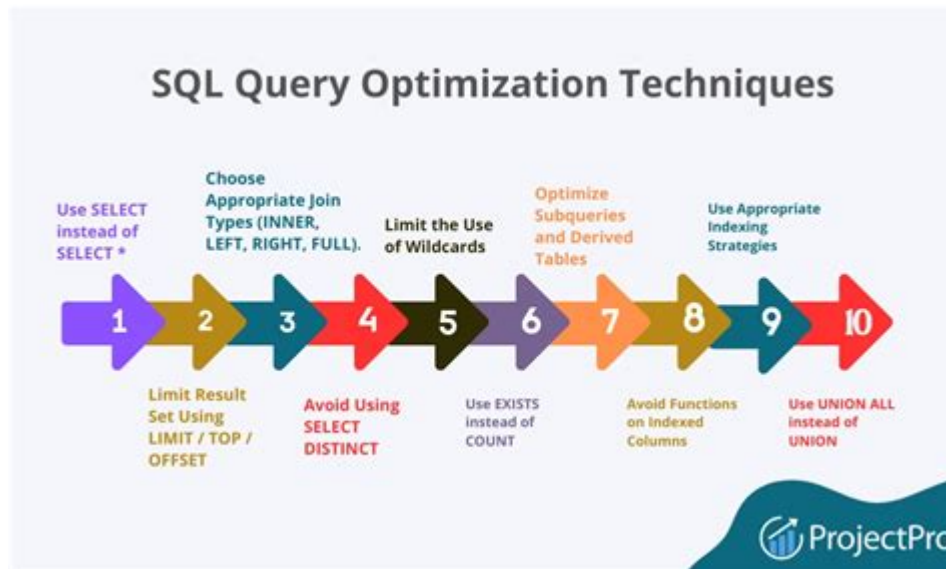 SQL Query Optimization Techniques
Use SELECT
instead of
SELECT *
Choose
Appropriate Join
Types (INNER,
LEFT, RIGHT, FULL).
Limit the Use
of Wildcards
Optimize
Subqueries
and Derived
Tables
Use Appropriate
Indexing
Strategies
1
2
3
4
5
6
7
8
9
10
Limit Result
Set Using
LIMIT / TOP /
OFFSET
Avoid Using
SELECT
DISTINCT
Use EXISTS
instead of
COUNT
Avoid Functions
on Indexed
Columns
Use UNION ALL
instead of
UNION
ProjectPro